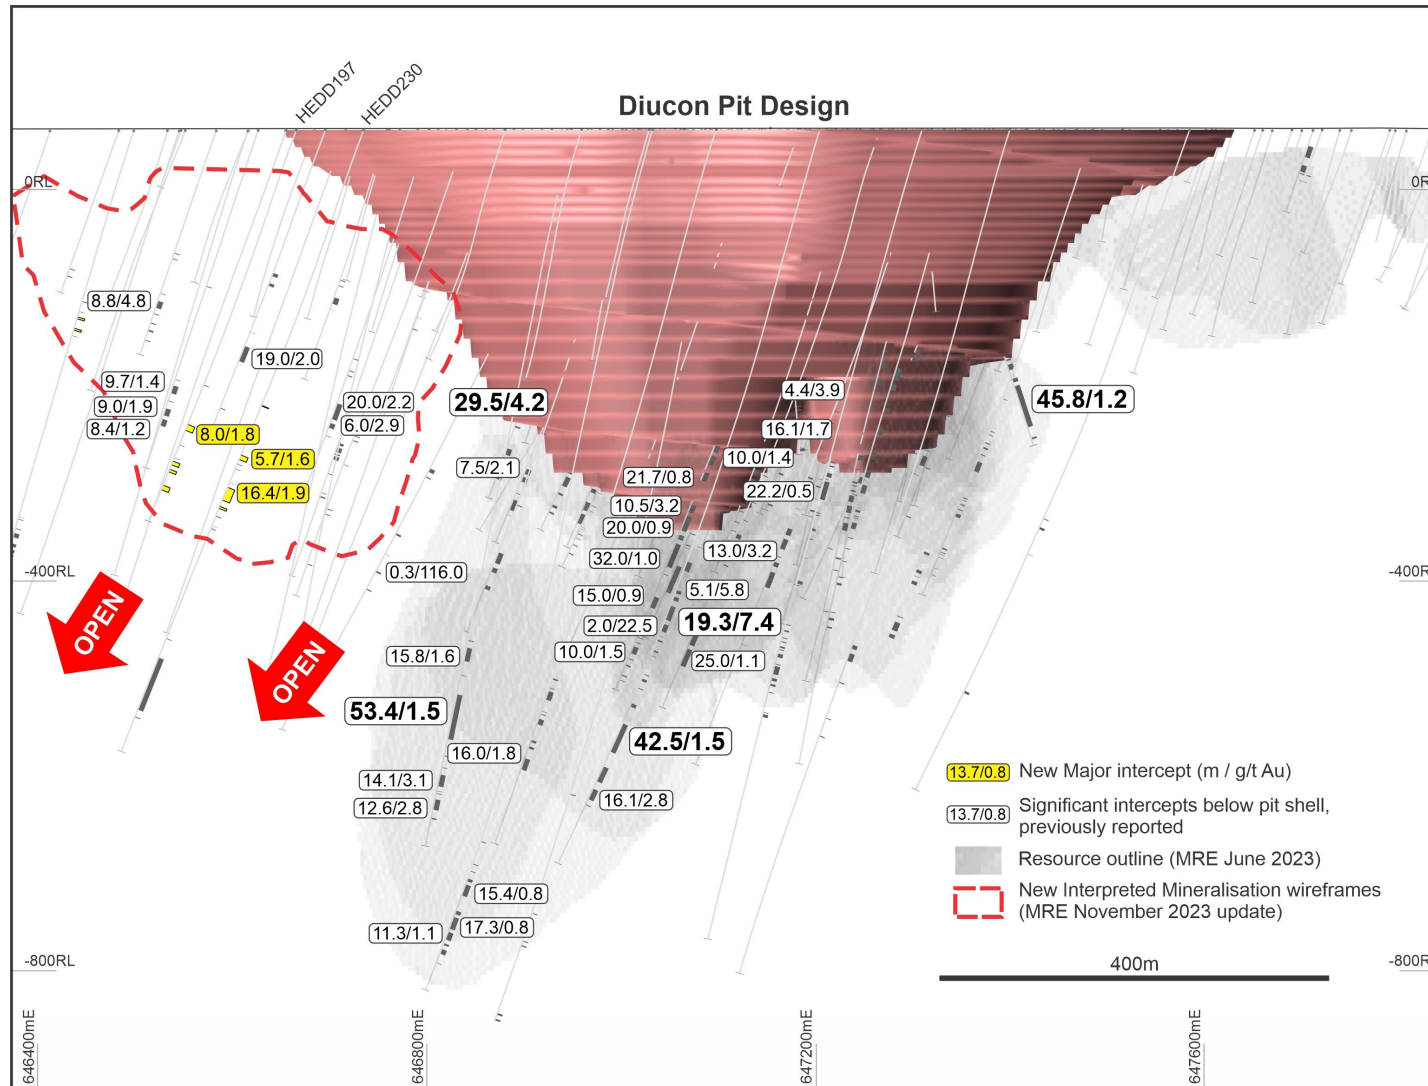 HEDD197
HEDD230
Diucon Pit Design
0RL
0R
8.8/4.8
19.0/2.0
9.7/1.4
9.0/1.9
8.4/1.2
20.0/2.2
6.0/2.9
8.0/1.8
5.7/1.6
16.4/1.9
29.5/4.2
4.4/3.9
45.8/1.2
16.1/1.7
7.5/2.1
10.0/1.4
21.7/0.8
22.2/0.5
10.5/3.2
20.0/0.9
32.0/1.0
13.0/3.2
-400RL
0.3/116.0
-400R
15.0/0.9
5.1/5.8
2.0/22.5
19.3/7.4
10.0/1.5
25.0/1.1
OPEN
OPEN
15.8/1.6
53.4/1.5
16.0/1.8
42.5/1.5
14.1/3.1
12.6/2.8
16.1/2.8
15.4/0.8
17.3/0.8
11.3/1.1
13.7/0.8 New Major intercept (m / g/t Au)
13.7/0.8 Significant intercepts below pit shell,
previously reported
Resource outline (MRE June 2023)
New Interpreted Mineralisation wireframes
(MRE November 2023 update)
-800RL
400m
-800R
646400mE
646800mE
647200mE
647600mE